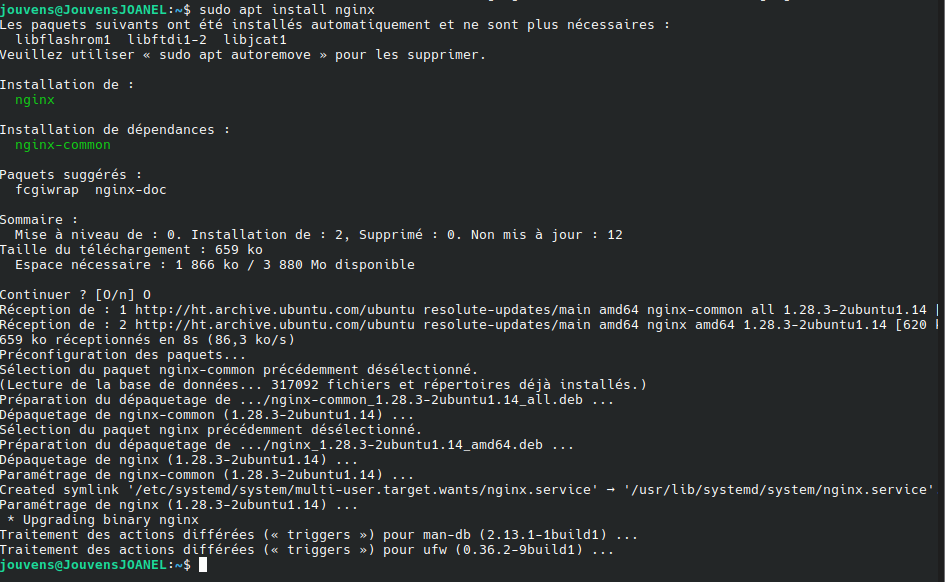 jouvens@JouvensJOANEL:~$ sudo apt install nginx
Les paquets suivants ont été installés automatiquement et ne sont plus nécessaires :
  libflashrom1  libftdi1-2  libjcat1
Veuillez utiliser « sudo apt autoremove » pour les supprimer.

Installation de :
  nginx

Installation de dépendances :
  nginx-common

Paquets suggérés :
  fcgiwrap  nginx-doc

Sommaire :
  Mise à niveau de : 0. Installation de : 2, Supprimé : 0. Non mis à jour : 12
Taille du téléchargement : 659 ko
  Espace nécessaire : 1 866 ko / 3 880 Mo disponible

Continuer ? [O/n] O
Réception de : 1 http://ht.archive.ubuntu.com/ubuntu resolute-updates/main amd64 nginx-common all 1.28.3-2ubuntu1.14 [
Réception de : 2 http://ht.archive.ubuntu.com/ubuntu resolute-updates/main amd64 nginx amd64 1.28.3-2ubuntu1.14 [620 k
659 ko réceptionnés en 8s (86,3 ko/s)
Préconfiguration des paquets...
Sélection du paquet nginx-common précédemment désélectionné.
(Lecture de la base de données... 317092 fichiers et répertoires déjà installés.)
Préparation du dépaquetage de .../nginx-common_1.28.3-2ubuntu1.14_all.deb ...
Dépaquetage de nginx-common (1.28.3-2ubuntu1.14) ...
Sélection du paquet nginx précédemment désélectionné.
Préparation du dépaquetage de .../nginx_1.28.3-2ubuntu1.14_amd64.deb ...
Dépaquetage de nginx (1.28.3-2ubuntu1.14) ...
Paramétrage de nginx-common (1.28.3-2ubuntu1.14) ...
Created symlink '/etc/systemd/system/multi-user.target.wants/nginx.service' → '/usr/lib/systemd/system/nginx.service'
Paramétrage de nginx (1.28.3-2ubuntu1.14) ...
 * Upgrading binary nginx
Traitement des actions différées (« triggers ») pour man-db (2.13.1-1build1) ...
Traitement des actions différées (« triggers ») pour ufw (0.36.2-9build1) ...
jouvens@JouvensJOANEL:~$